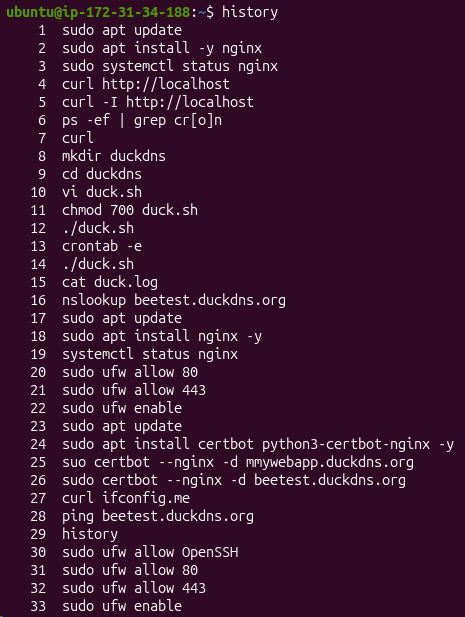 ubuntu@ip-172-31-34-188:~$ history
1 sudo apt update
2 sudo apt install -y nginx
3 sudo systemctl status nginx
4 curl http://localhost
5 curl -I http://localhost
6 ps -ef | grep cr[o]n
7 curl
8 mkdir duckdns
9 cd duckdns
10 vi duck.sh
11 chmod 700 duck.sh
12 ./duck.sh
13 crontab -e
14 ./duck.sh
15 cat duck.log
16 nslookup beetest.duckdns.org
17 sudo apt update
18 sudo apt install nginx -y
19 systemctl status nginx
20 sudo ufw allow 80
21 sudo ufw allow 443
22 sudo ufw enable
23 sudo apt update
24 sudo apt install certbot python3-certbot-nginx -y
25 suo certbot --nginx -d mmywebapp.duckdns.org
26 sudo certbot --nginx -d beetest.duckdns.org
27 curl ifconfig.me
28 ping beetest.duckdns.org
29 history
30 sudo ufw allow OpenSSH
31 sudo ufw allow 80
32 sudo ufw allow 443
33 sudo ufw enable